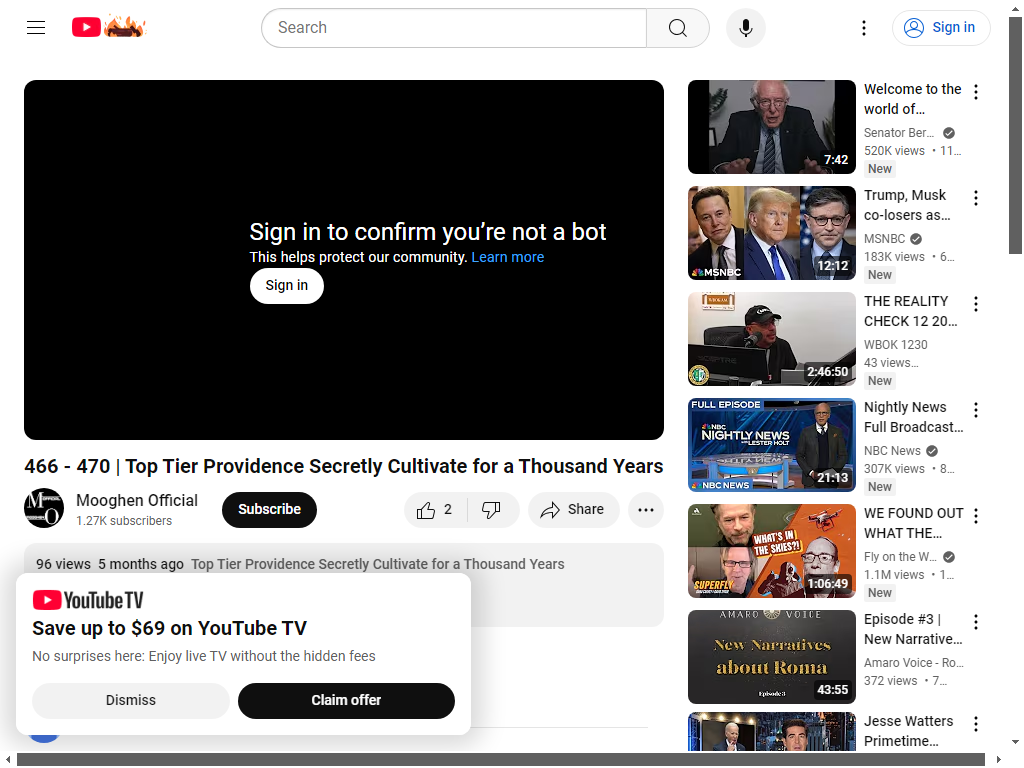 Search
Sign in
Sign in to confirm you’re not a bot
This helps protect our community. Learn more
Sign in
466 - 470 | Top Tier Providence Secretly Cultivate for a Thousand Years
Mooghen Official
1.27K subscribers
Subscribe
2
Share
96 views 5 months ago Top Tier Providence Secretly Cultivate for a Thousand Years
YouTube TV
Save up to $69 on YouTube TV
No surprises here: Enjoy live TV without the hidden fees
Dismiss
Claim offer
7:42
Welcome to the
world of…
Senator Ber…
520K views • 11…
New
MSNBC
12:12
Trump, Musk
co-losers as…
MSNBC
183K views • 6…
New
2:46:50
THE REALITY
CHECK 12 20…
WBOK 1230
43 views…
New
FULL EPISODE
NBC
NIGHTLY NEWS
WITH LESTER HOLT
NBC NEWS
21:13
Nightly News
Full Broadcast…
NBC News
307K views • 8…
New
WHAT'S IN
THE SKIES?!
SUPERFLY
1:06:49
WE FOUND OUT
WHAT THE…
Fly on the W…
1.1M views • 1…
New
AMARO VOICE
New Narratives
about Roma
Episode 3
43:55
Episode #3 |
New Narrative…
Amaro Voice - Ro…
372 views • 7…
Jesse Watters
Primetime…